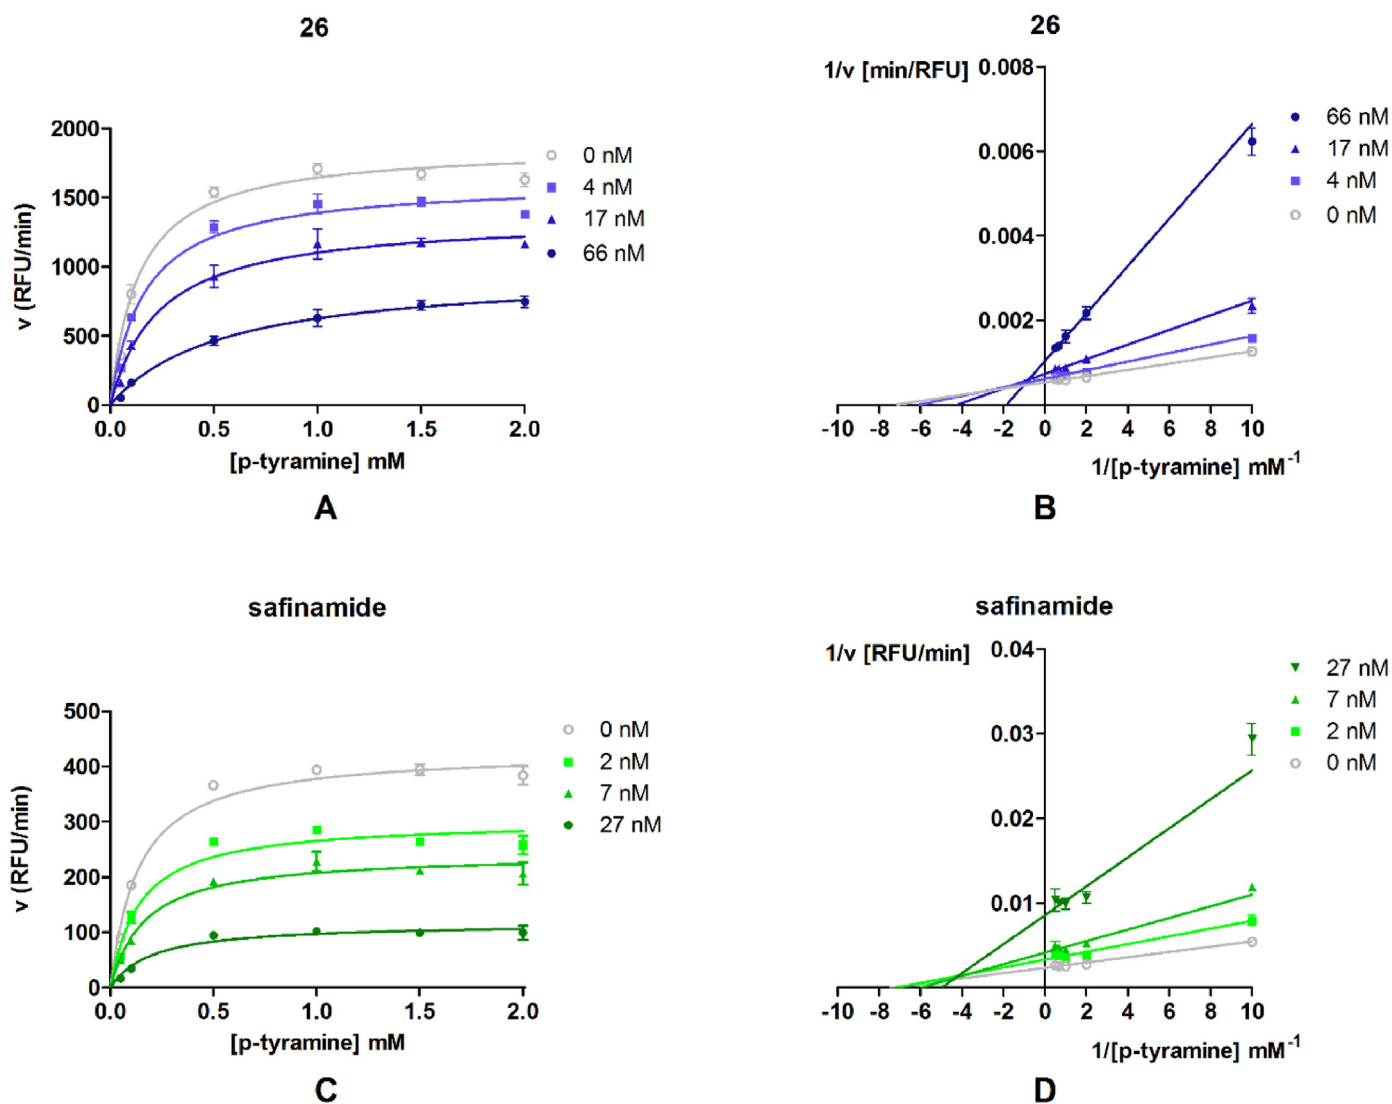 26
v (RFU/min)
2000
1500
1000
500
0
0.0 0.5 1.0 1.5 2.0
[p-tyramine] mM
0 nM
4 nM
17 nM
66 nM
A
26
1/v [min/RFU]
0.008
0.006
0.004
0.002
-10 -8 -6 -4 -2 0 2 4 6 8 10
1/[p-tyramine] mM⁻¹
66 nM
17 nM
4 nM
0 nM
B
safinamide
v (RFU/min)
500
400
300
200
100
0
0.0 0.5 1.0 1.5 2.0
[p-tyramine] mM
0 nM
2 nM
7 nM
27 nM
C
safinamide
1/v [RFU/min]
0.04
0.03
0.02
0.01
-10 -8 -6 -4 -2 0 2 4 6 8 10
1/[p-tyramine] mM⁻¹
27 nM
7 nM
2 nM
0 nM
D